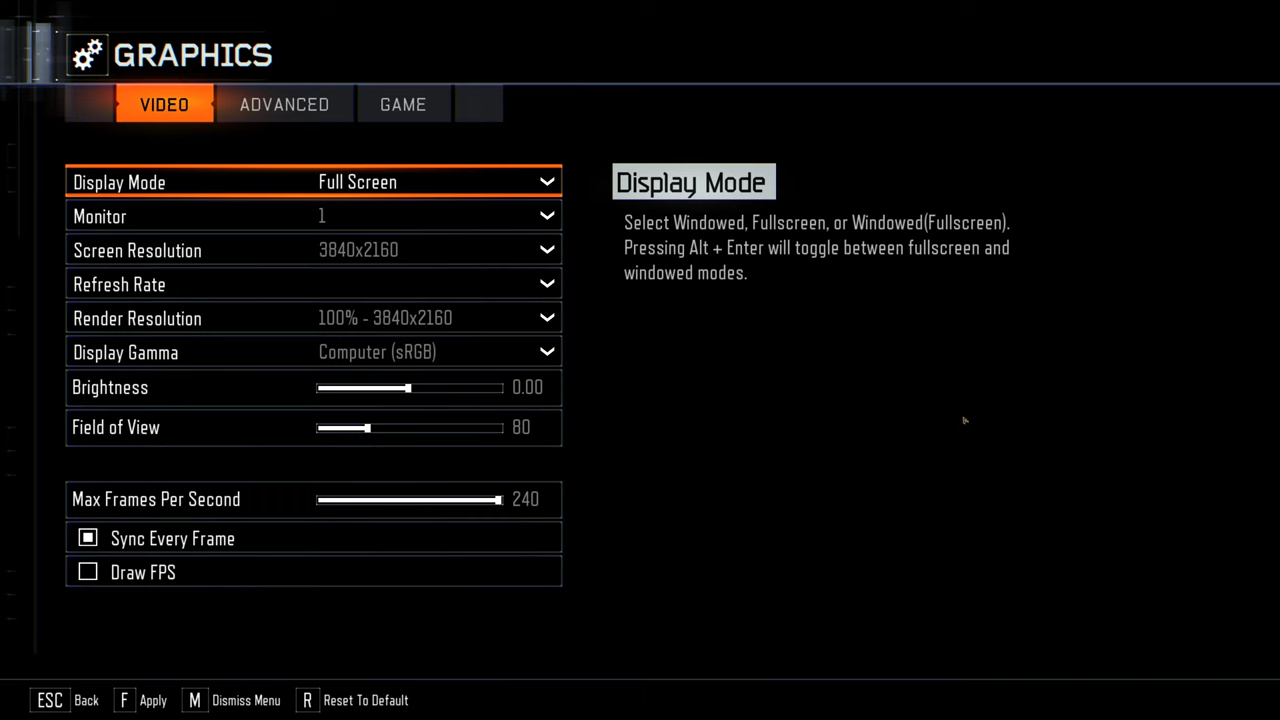 GRAPHICS
VIDEO ADVANCED GAME
Display Mode Full Screen
Monitor 1
Screen Resolution 3840x2160
Refresh Rate
Render Resolution 100% - 3840x2160
Display Gamma Computer (sRGB)
Brightness 0.00
Field of View 80
Max Frames Per Second 240
Sync Every Frame
Draw FPS
Display Mode
Select Windowed, Fullscreen, or Windowed(Fullscreen).
Pressing Alt + Enter will toggle between fullscreen and
windowed modes.
ESC Back F Apply M Dismiss Menu R Reset To Default